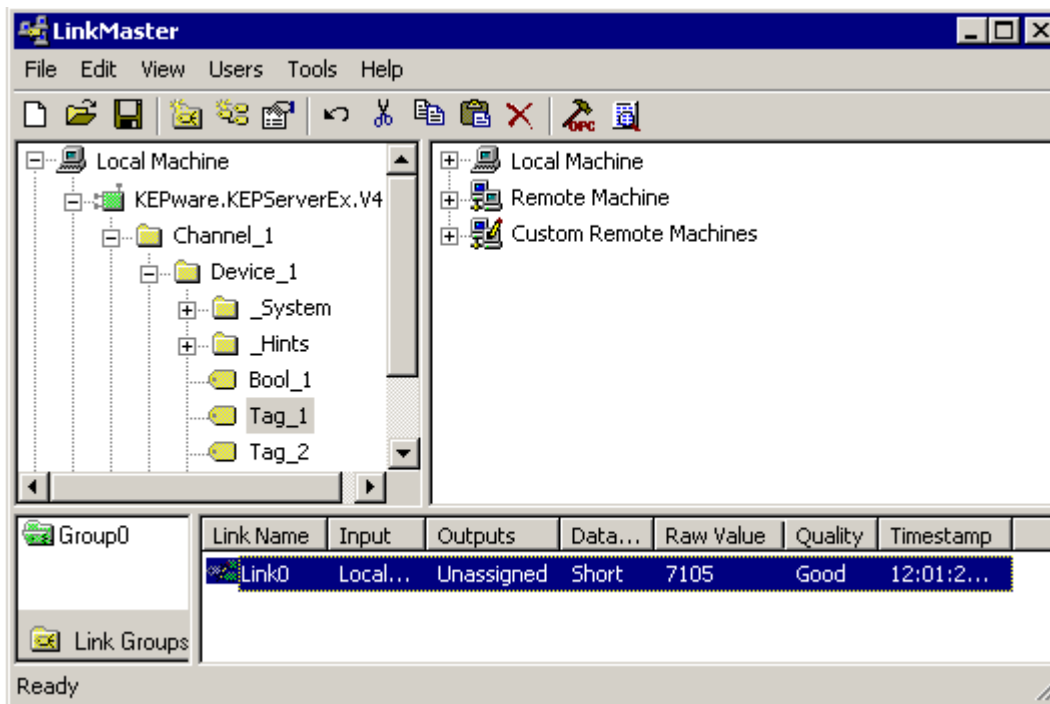 LinkMaster
File Edit View Users Tools Help
OPC
Local Machine
KEPware.KEPServerEx.V4
Channel_1
Device_1
_System
_Hints
Bool_1
Tag_1
Tag_2
Local Machine
Remote Machine
Custom Remote Machines
Group0
Link Groups
Link Name Input Outputs Data... Raw Value Quality Timestamp
Link0 Local... Unassigned Short 7105 Good 12:01:2...
Ready